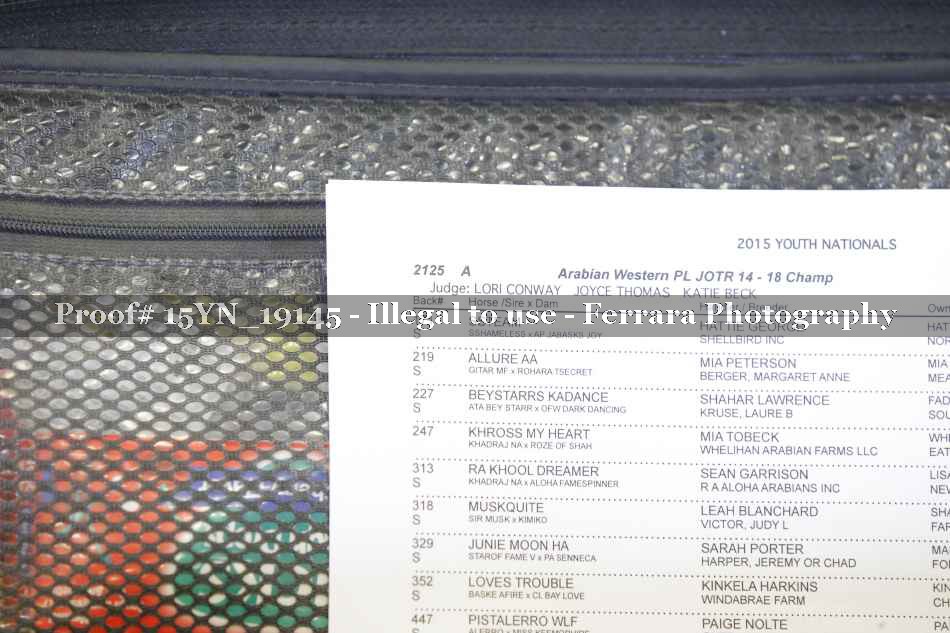 2015 YOUTH NATIONALS
2125 A Arabian Western PL JOTR 14 - 18 Champ
Judge: LORI CONWAY JOYCE THOMAS KATIE BECK
Back# Horse /Sire x Dam / Breeder Own
Proof# 15YN_19145 - Illegal to use - Ferrara Photography
HATTIE GEORGE HAT
S SSHAMELESS x AP JABASKS JOY SHELLBIRD INC NOR
219 ALLURE AA MIA PETERSON MIA
S GITAR MF x ROHARA TSECRET BERGER, MARGARET ANNE MEA
227 BEYSTARRS KADANCE SHAHAR LAWRENCE FAD
S ATA BEY STARR x OFW DARK DANCING KRUSE, LAURE B SOU
247 KHROSS MY HEART MIA TOBECK WHE
KHADRAJ NA x ROZE OF SHAH WHELIHAN ARABIAN FARMS LLC EAT
313 RA KHOOL DREAMER SEAN GARRISON LISA
S KHADRAJ NA x ALOHA FAMESPINNER R A ALOHA ARABIANS INC NEV
318 MUSKQUITE LEAH BLANCHARD SHA
S SIR MUSK x KIMIKO VICTOR, JUDY L FAR
329 JUNIE MOON HA SARAH PORTER MA
S STAROF FAME V x PA SENNECA HARPER, JEREMY OR CHAD FOR
352 LOVES TROUBLE KINKELA HARKINS KIN
S BASKE AFIRE x CL BAY LOVE WINDABRAE FARM CH
447 PISTALERRO WLF PAIGE NOLTE PA